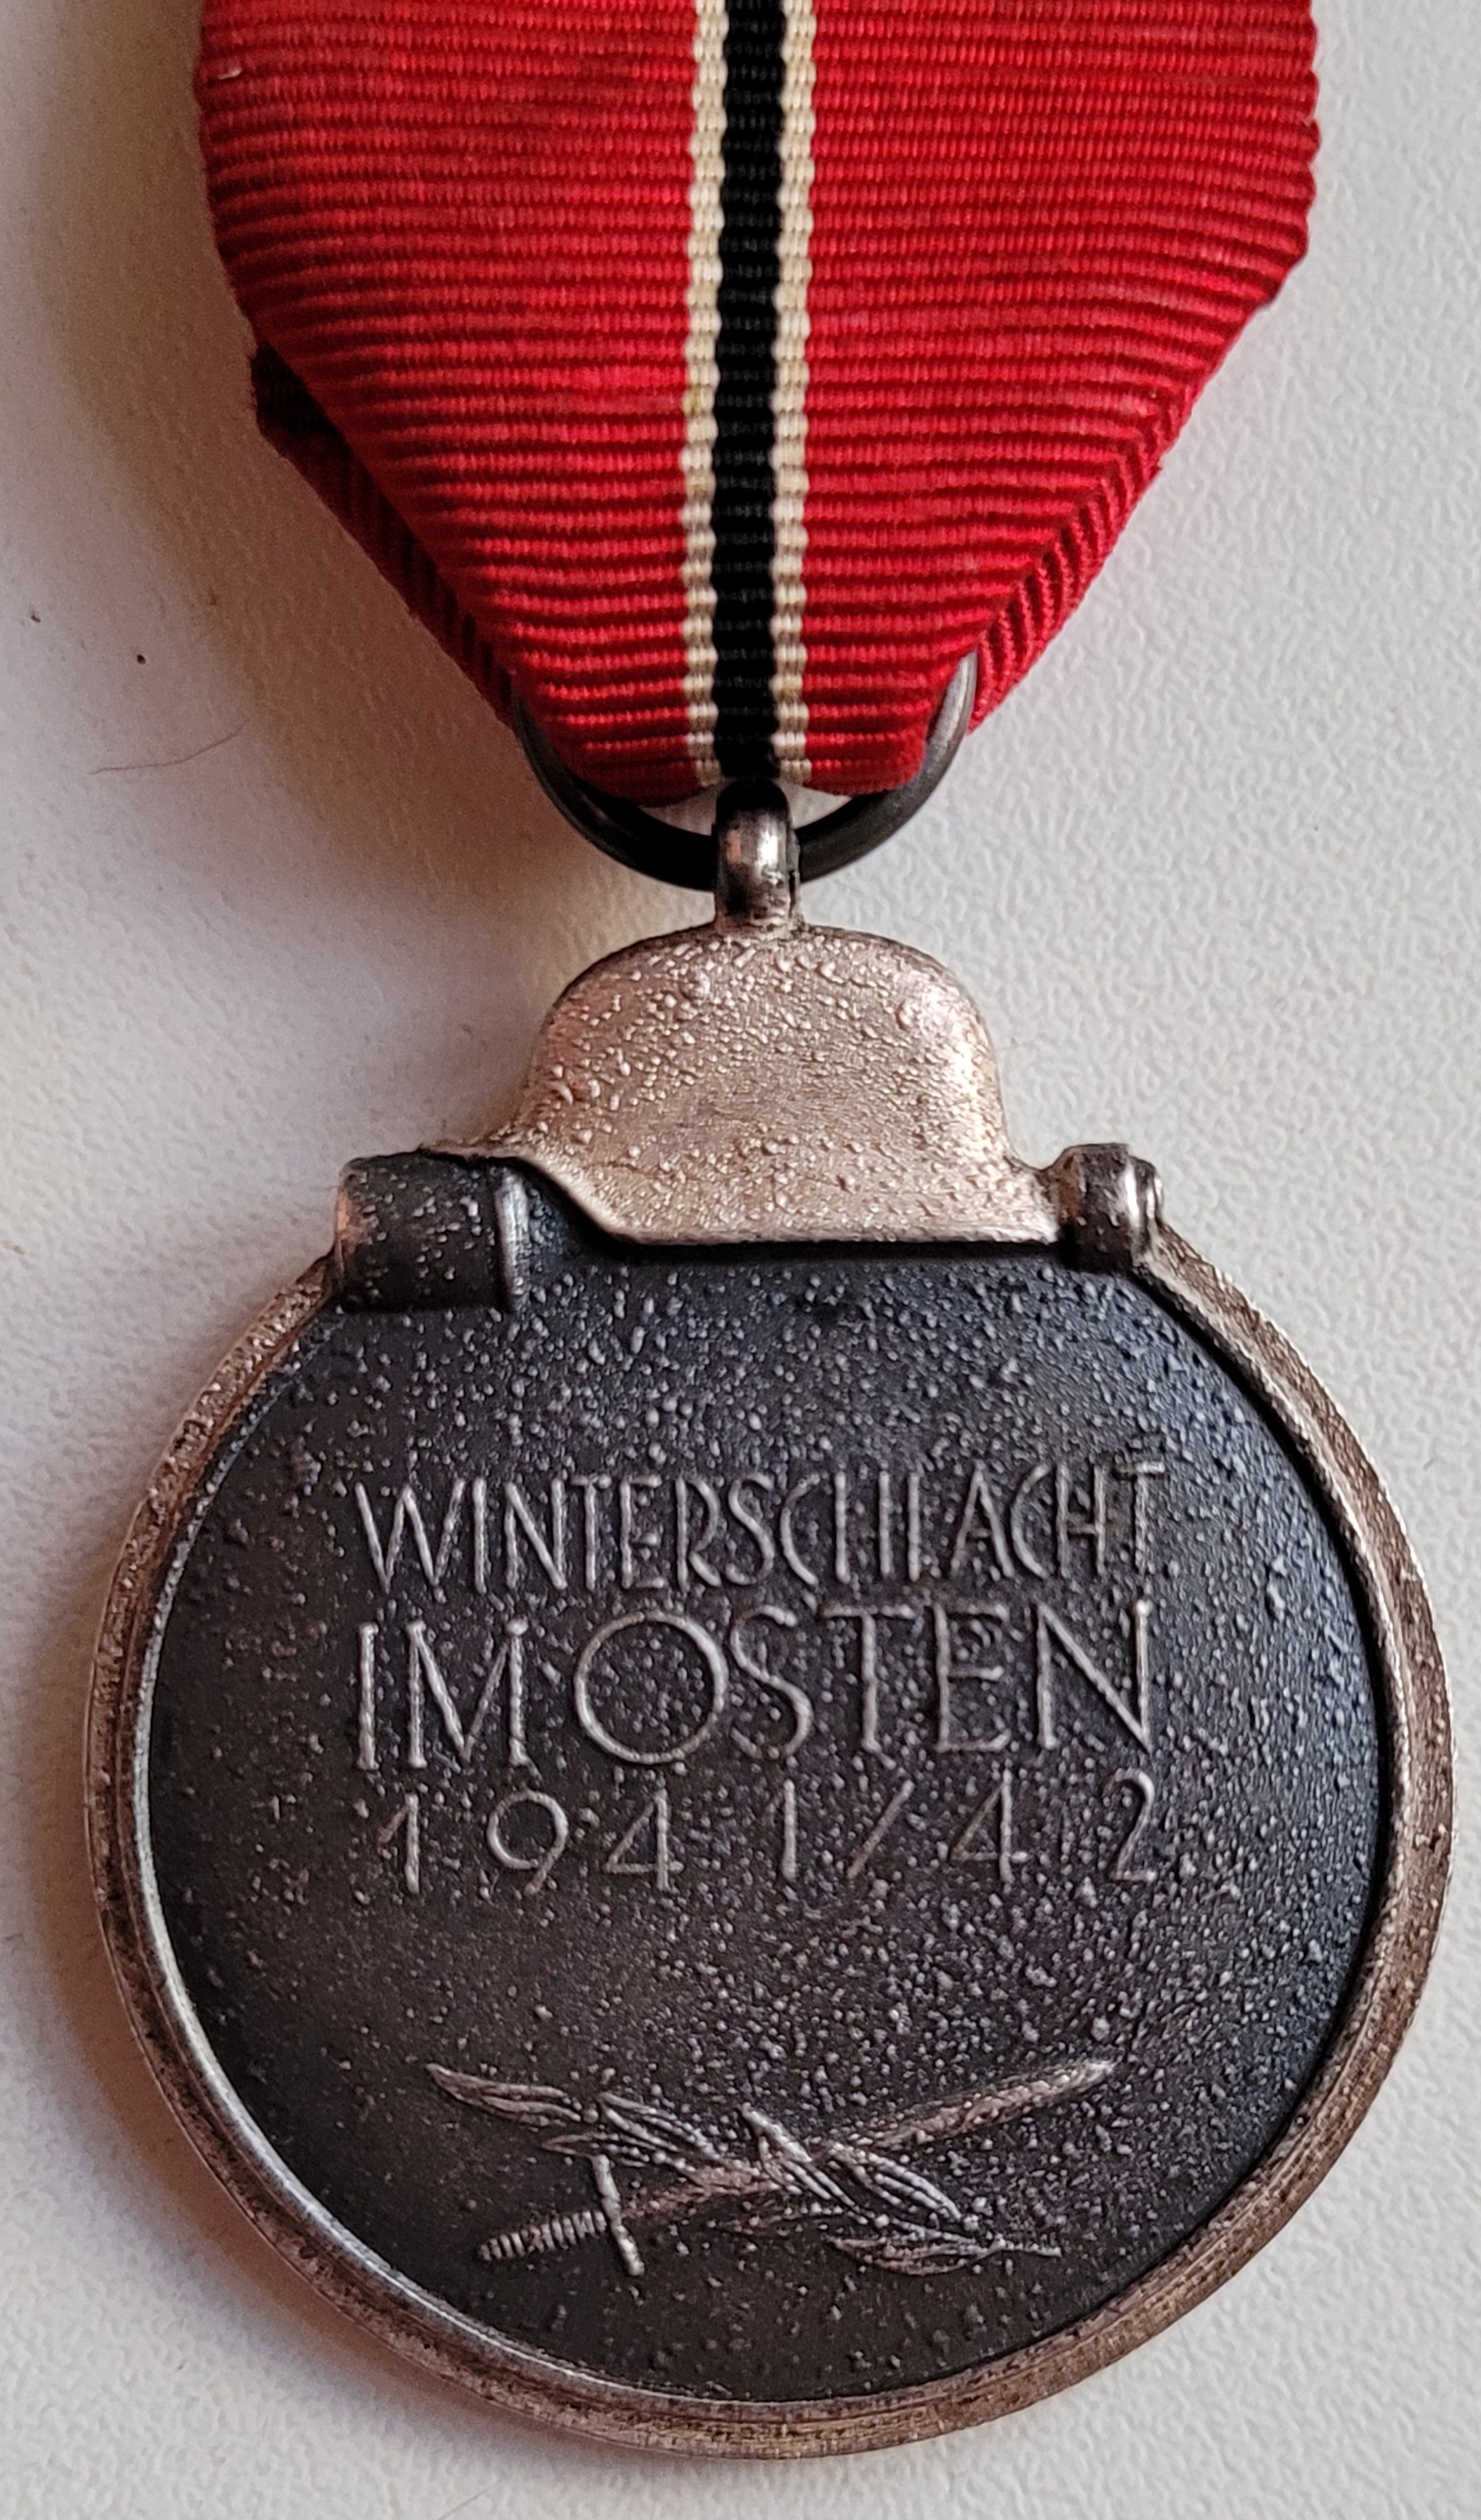 WINTERSCHLACHT
IM OSTEN
1941/42